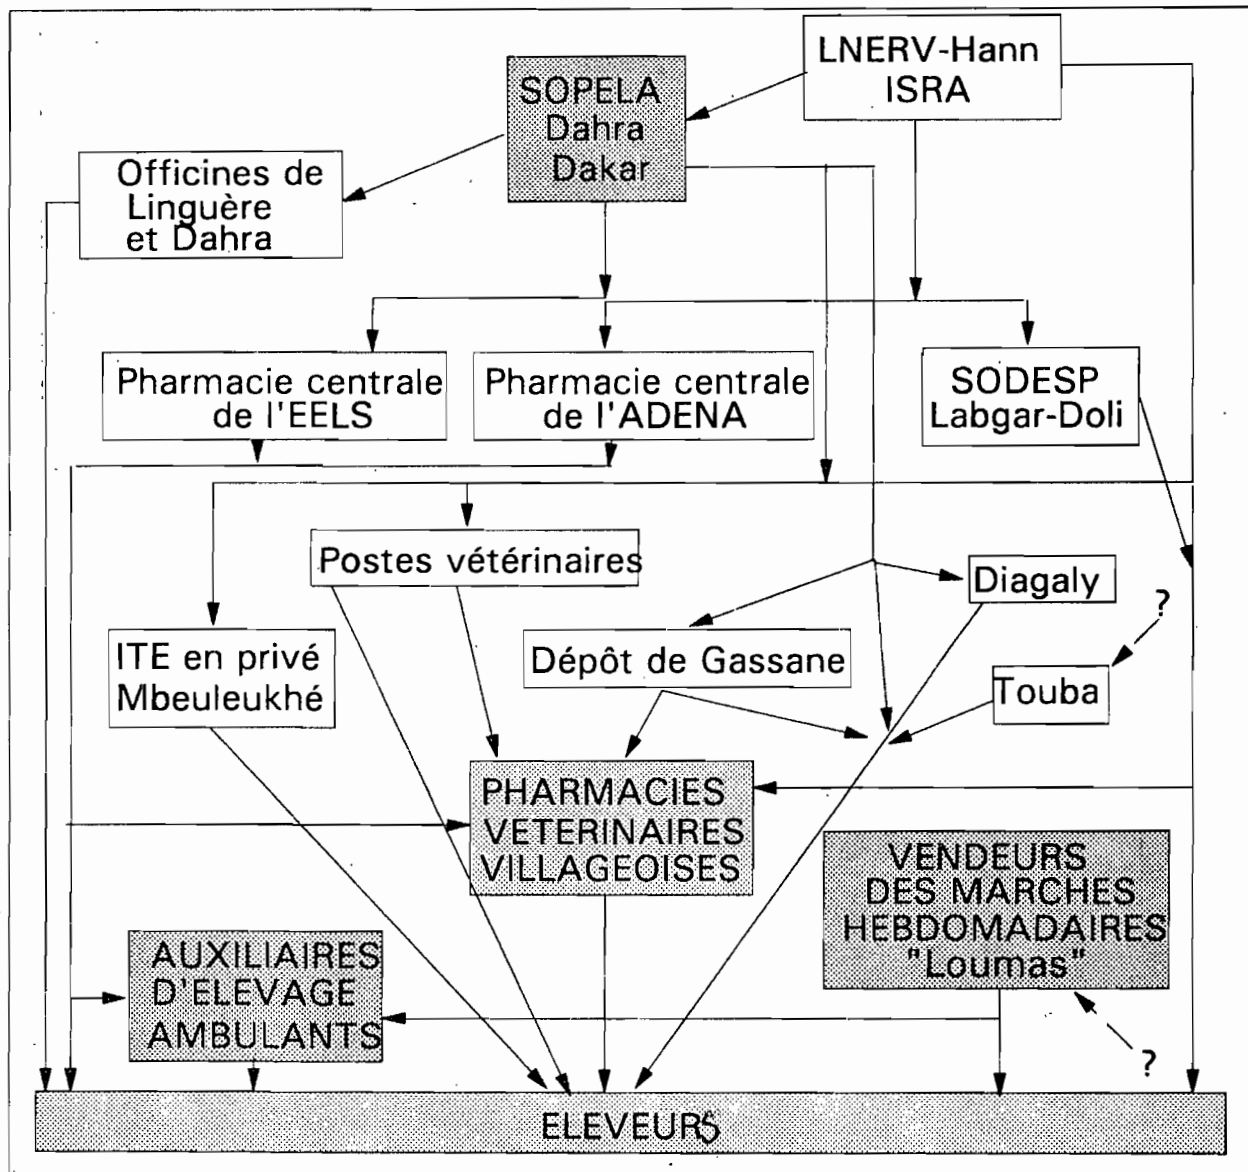 LNERV-Hann
ISRA
SOPELA
Dahra
Dakar
Officines de
Linguère
et Dahra
Pharmacie centrale
de l'EELS
Pharmacie centrale
de l'ADENA
SODESP
Labgar-Doli
Postes vétérinaires
Diagaly
?
ITE en privé
Mbeuleukhé
Dépôt de Gassane
Touba
PHARMACIES
VETERINAIRES
VILLAGEOISES
VENDEURS
DES MARCHES
HEBDOMADAIRES
"Loumas"
AUXILIAIRES
D'ELEVAGE
AMBULANTS
?
ELEVEURS